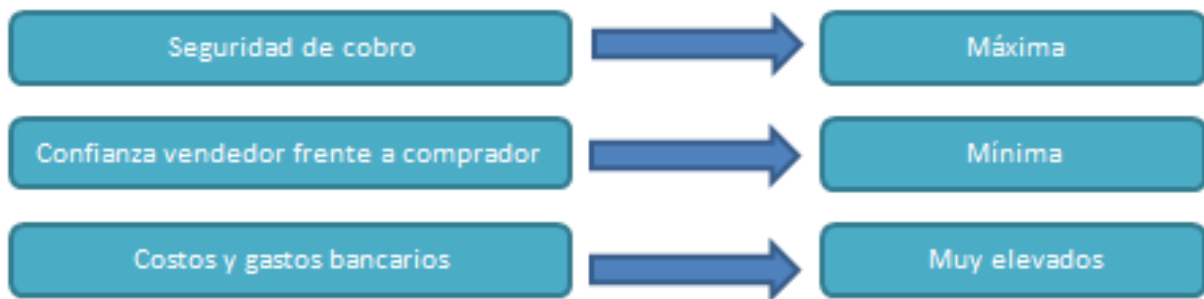 Seguridad de cobro
Máxima
Confianza vendedor frente a comprador
Mínima
Costos y gastos bancarios
Muy elevados